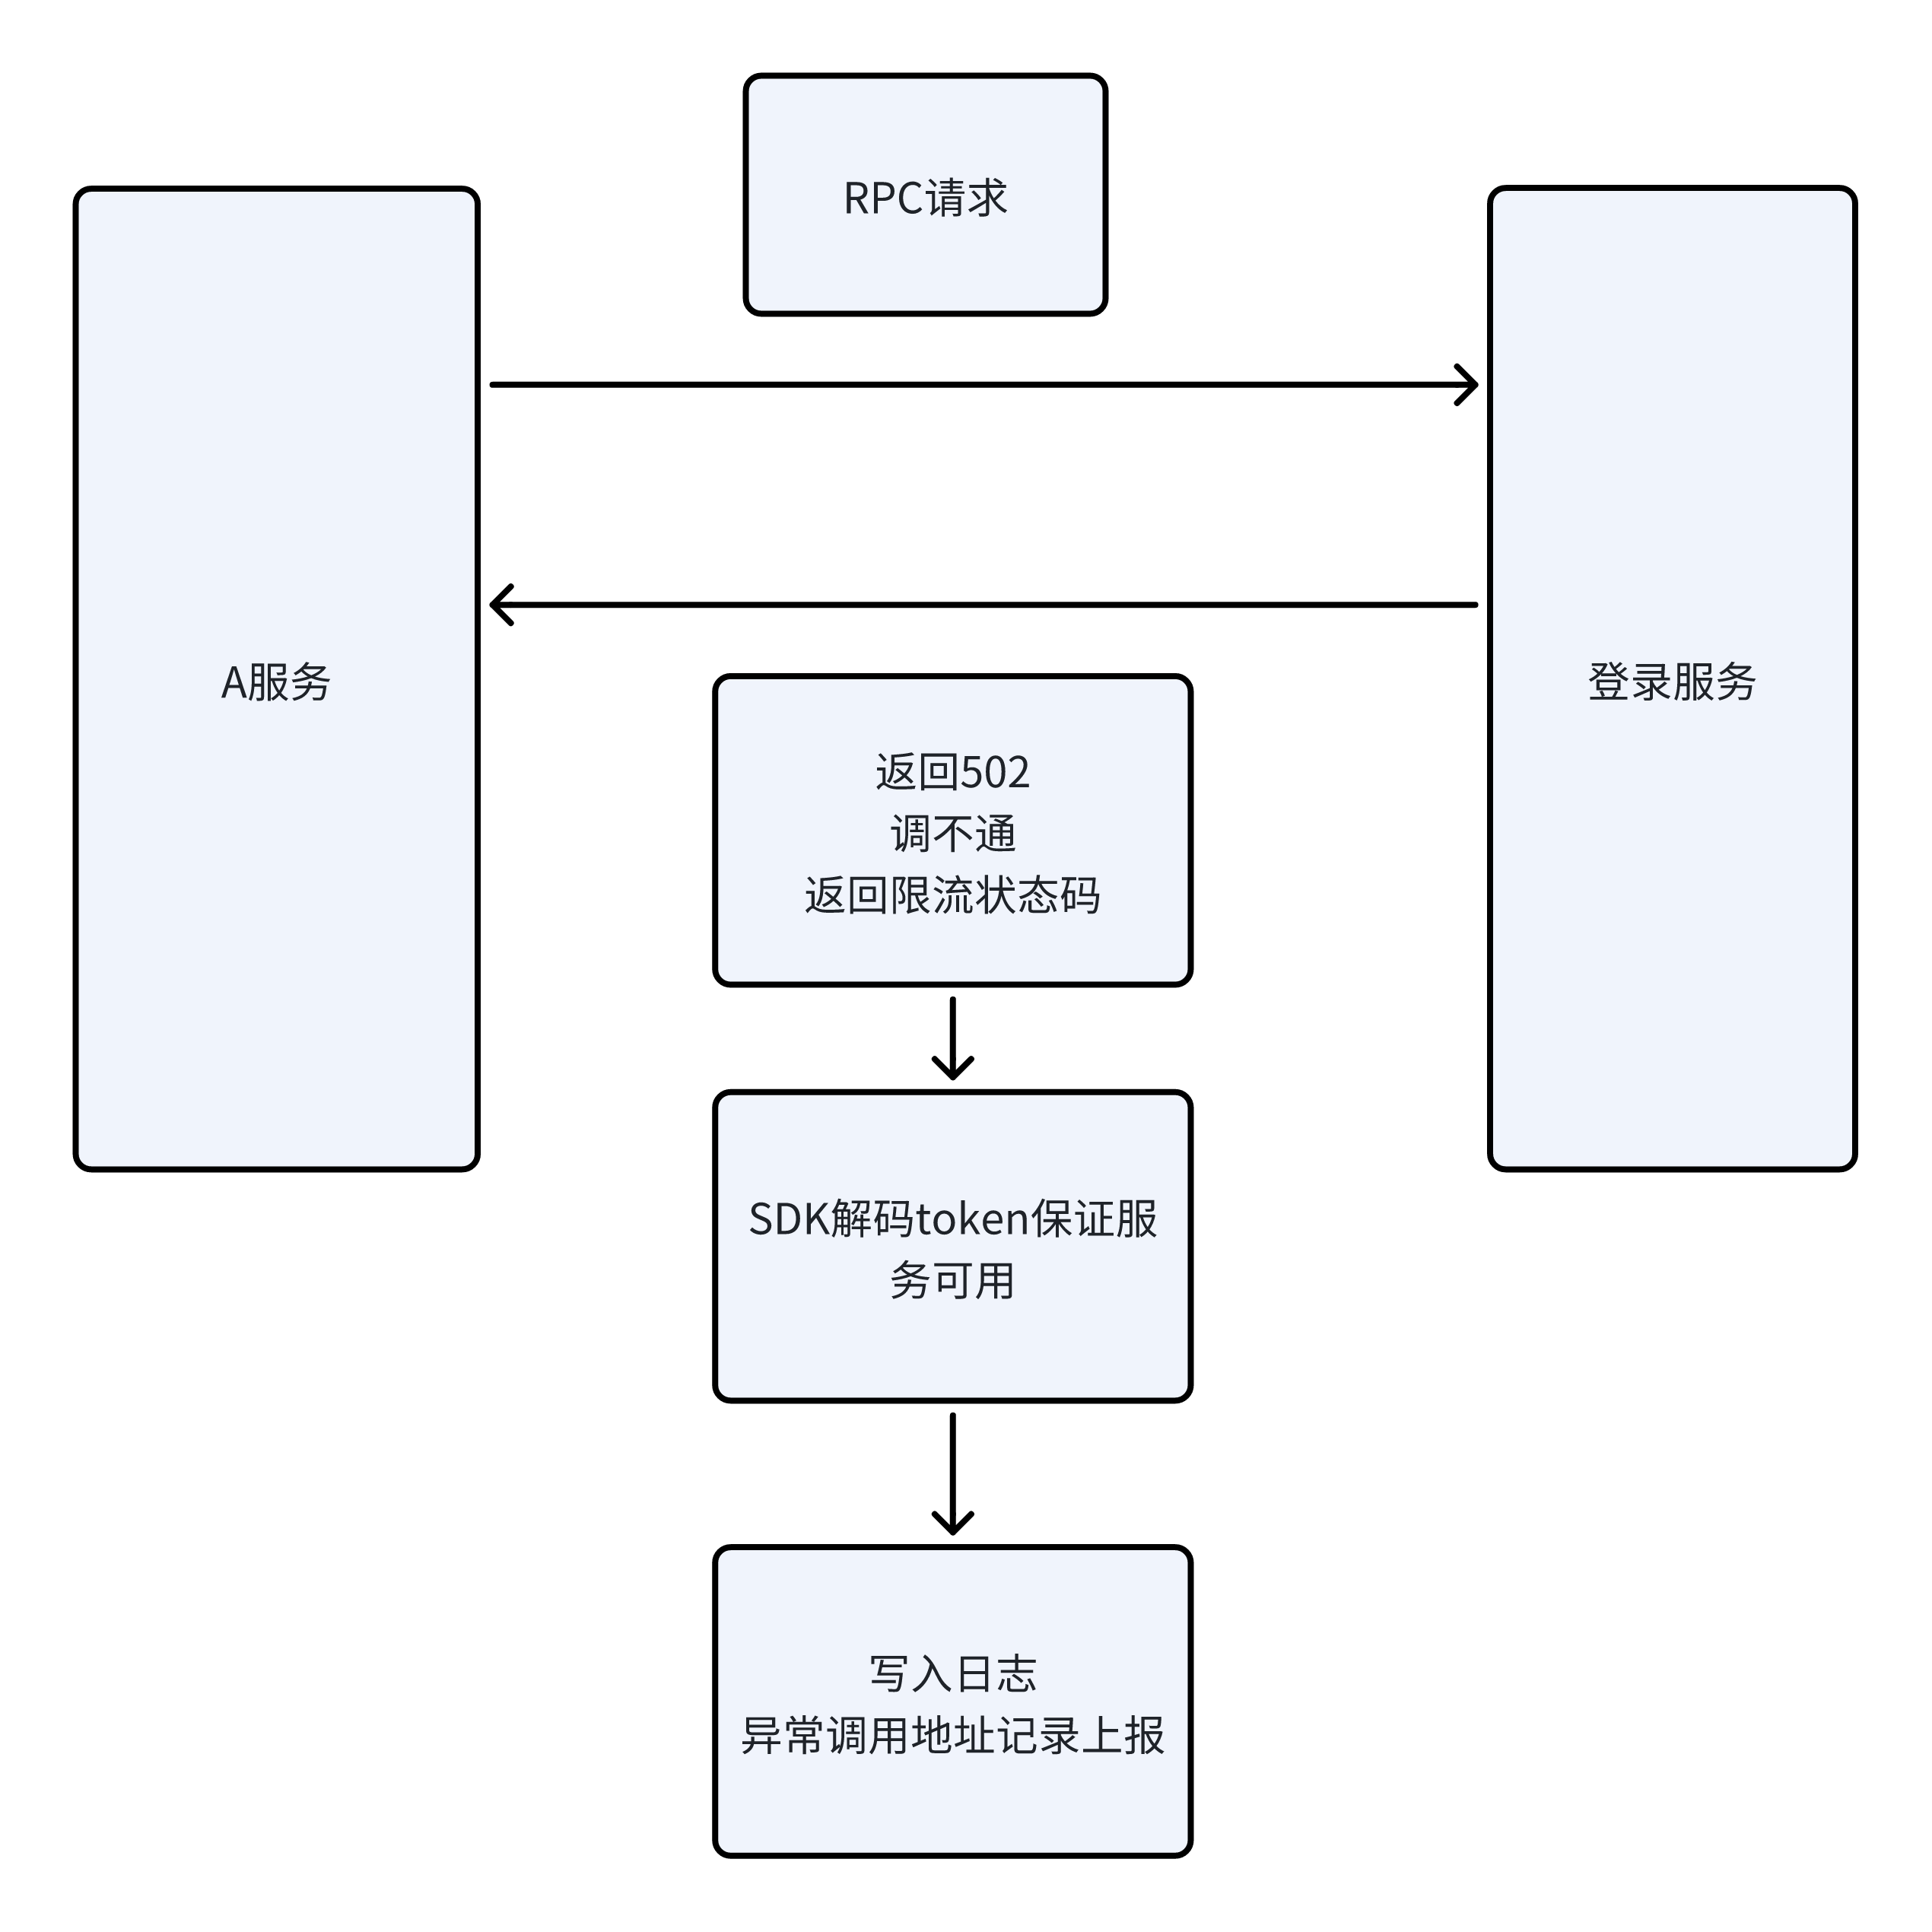 RPC请求
A服务
登录服务
返回502
调不通
返回限流状态码
SDK解码token保证服
务可用
写入日志
异常调用地址记录上报